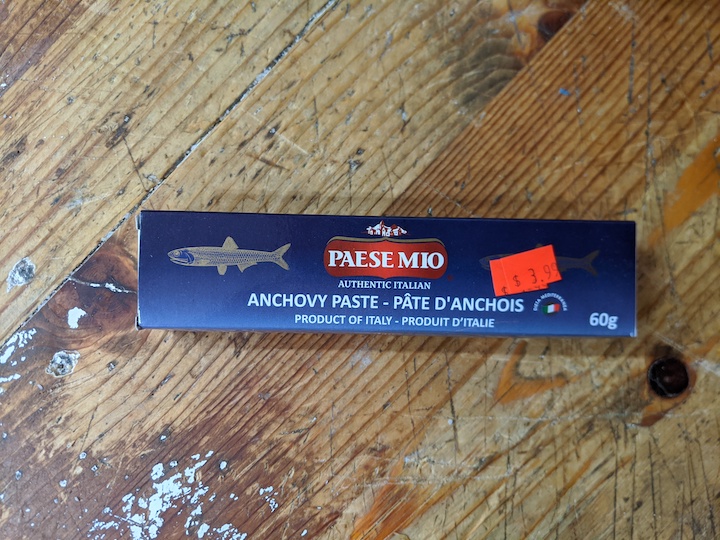 PAESE MIO
AUTHENTIC ITALIAN
ANCHOVY PASTE - PÂTE D'ANCHOIS
PRODUCT OF ITALY - PRODUIT D'ITALIE
$3.99
60g